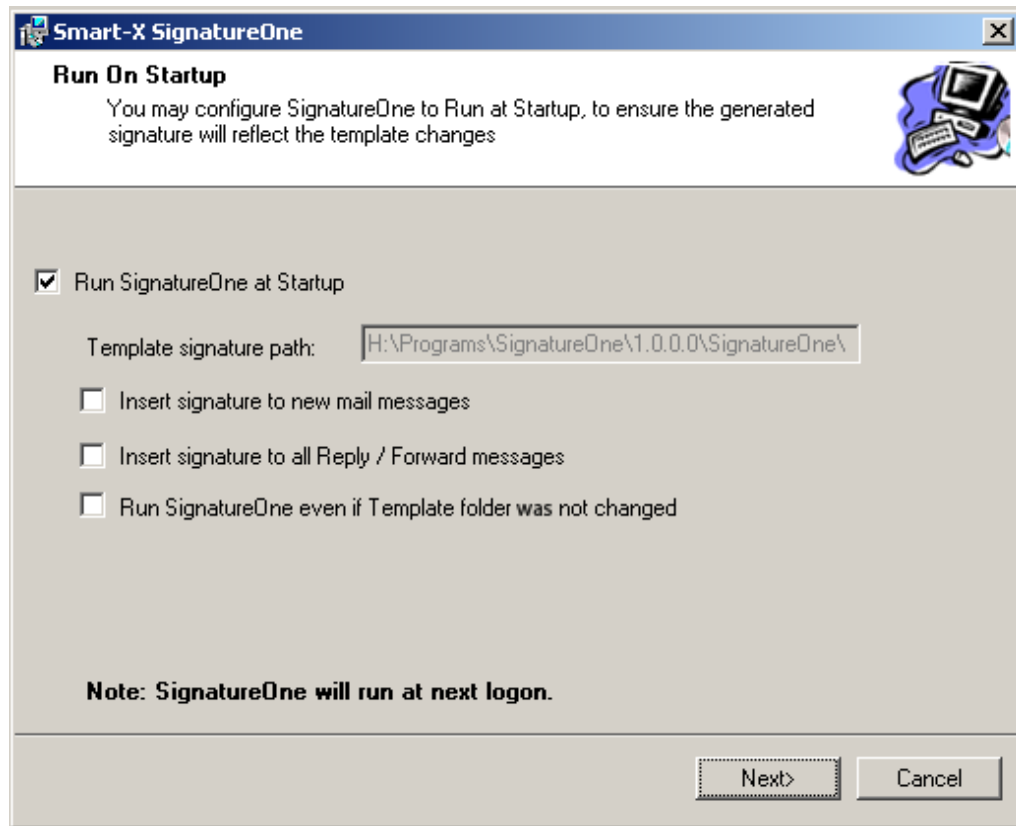 Smart-X SignatureOne
Run On Startup
You may configure SignatureOne to Run at Startup, to ensure the generated
signature will reflect the template changes
Run SignatureOne at Startup
Template signature path: H:\Programs\SignatureOne\1.0.0.0\SignatureOne\
Insert signature to new mail messages
Insert signature to all Reply / Forward messages
Run SignatureOne even if Template folder was not changed
Note: SignatureOne will run at next logon.
Next> Cancel